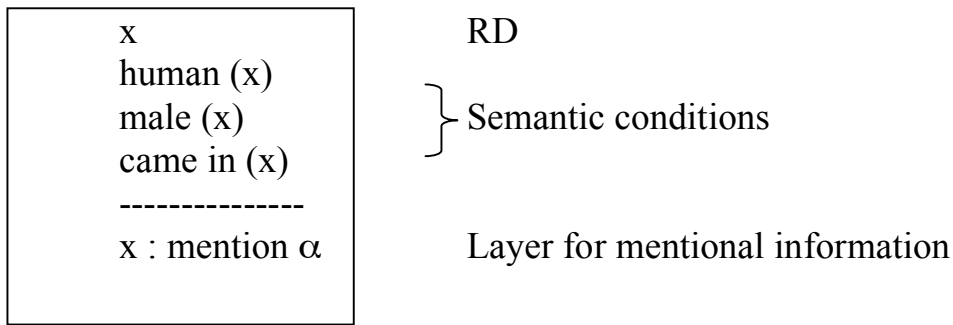 x RD
human (x)
male (x) Semantic conditions
came in (x)
---------------
x : mention α Layer for mentional information